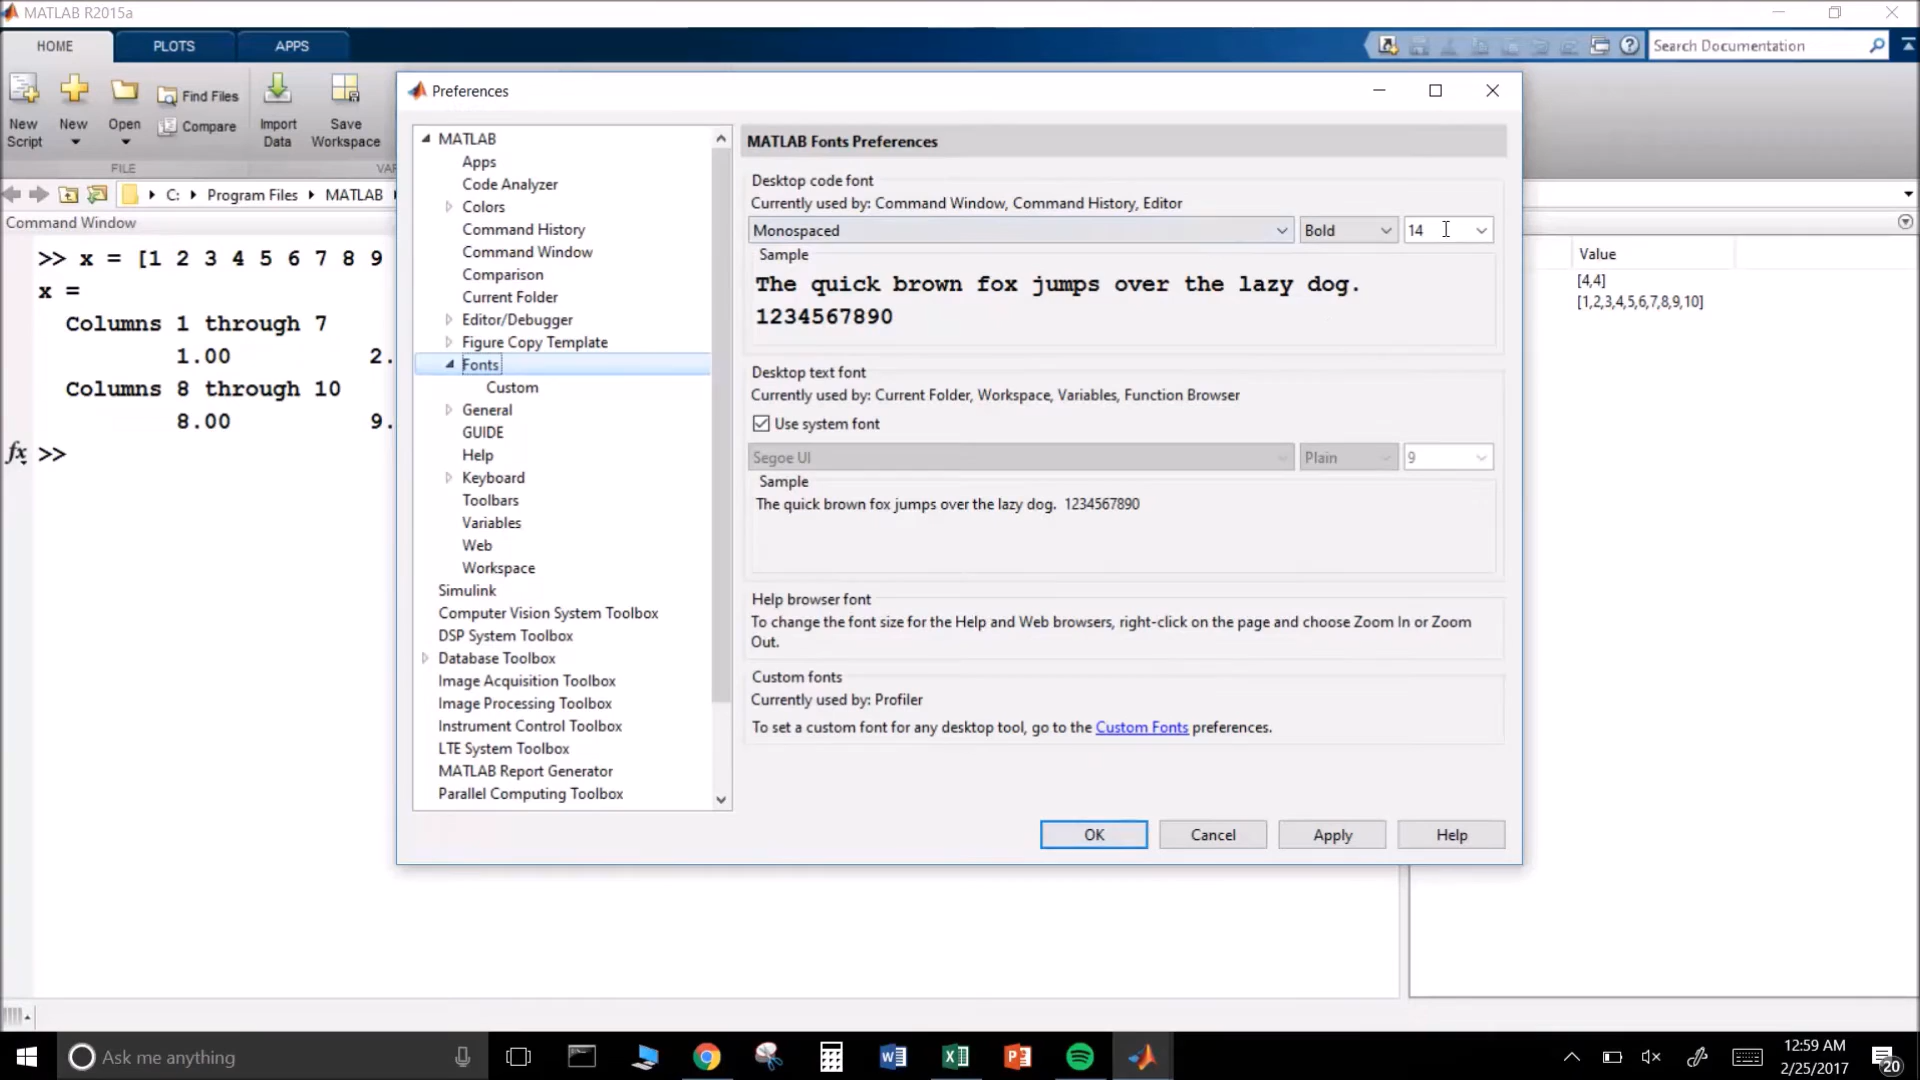 MATLAB R2015a
HOME
PLOTS
APPS
Search Documentation
New Script
New
Open
Find Files
Compare
Import Data
Save Workspace
FILE
C:
Program Files
MATLAB
Command Window
>> x = [1 2 3 4 5 6 7 8 9
x =
Columns 1 through 7
1.00 2.
Columns 8 through 10
8.00 9.
fx >>
Value
[4,4]
[1,2,3,4,5,6,7,8,9,10]
Preferences
MATLAB
Apps
Code Analyzer
Colors
Command History
Command Window
Comparison
Current Folder
Editor/Debugger
Figure Copy Template
Fonts
Custom
General
GUIDE
Help
Keyboard
Toolbars
Variables
Web
Workspace
Simulink
Computer Vision System Toolbox
DSP System Toolbox
Database Toolbox
Image Acquisition Toolbox
Image Processing Toolbox
Instrument Control Toolbox
LTE System Toolbox
MATLAB Report Generator
Parallel Computing Toolbox
MATLAB Fonts Preferences
Desktop code font
Currently used by: Command Window, Command History, Editor
Monospaced
Bold
14
Sample
The quick brown fox jumps over the lazy dog.
1234567890
Desktop text font
Currently used by: Current Folder, Workspace, Variables, Function Browser
Use system font
Segoe UI
Plain
9
Sample
The quick brown fox jumps over the lazy dog. 1234567890
Help browser font
To change the font size for the Help and Web browsers, right-click on the page and choose Zoom In or Zoom
Out.
Custom fonts
Currently used by: Profiler
To set a custom font for any desktop tool, go to the Custom Fonts preferences.
OK
Cancel
Apply
Help
Ask me anything
12:59 AM
2/25/2017
20